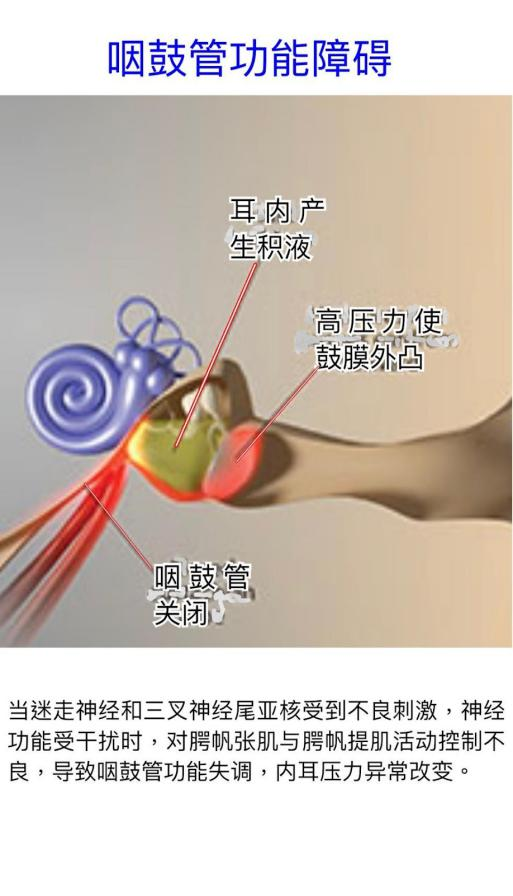 咽鼓管功能障碍
耳内产
生积液
高压力使
鼓膜外凸
咽鼓管
关闭
当迷走神经和三叉神经尾亚核受到不良刺激，神经
功能受干扰时，对腭帆张肌与腭帆提肌活动控制不
良，导致咽鼓管功能失调，内耳压力异常改变。